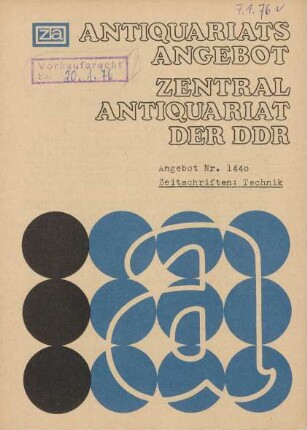 7.1.76 v
za
ANTIQUARIATS
ANGEBOT
Vorkaufsrecht
bis 20.1.76
ZENTRAL
ANTIQUARIAT
DER DDR
Angebot Nr. 1440
Zeitschriften: Technik
a